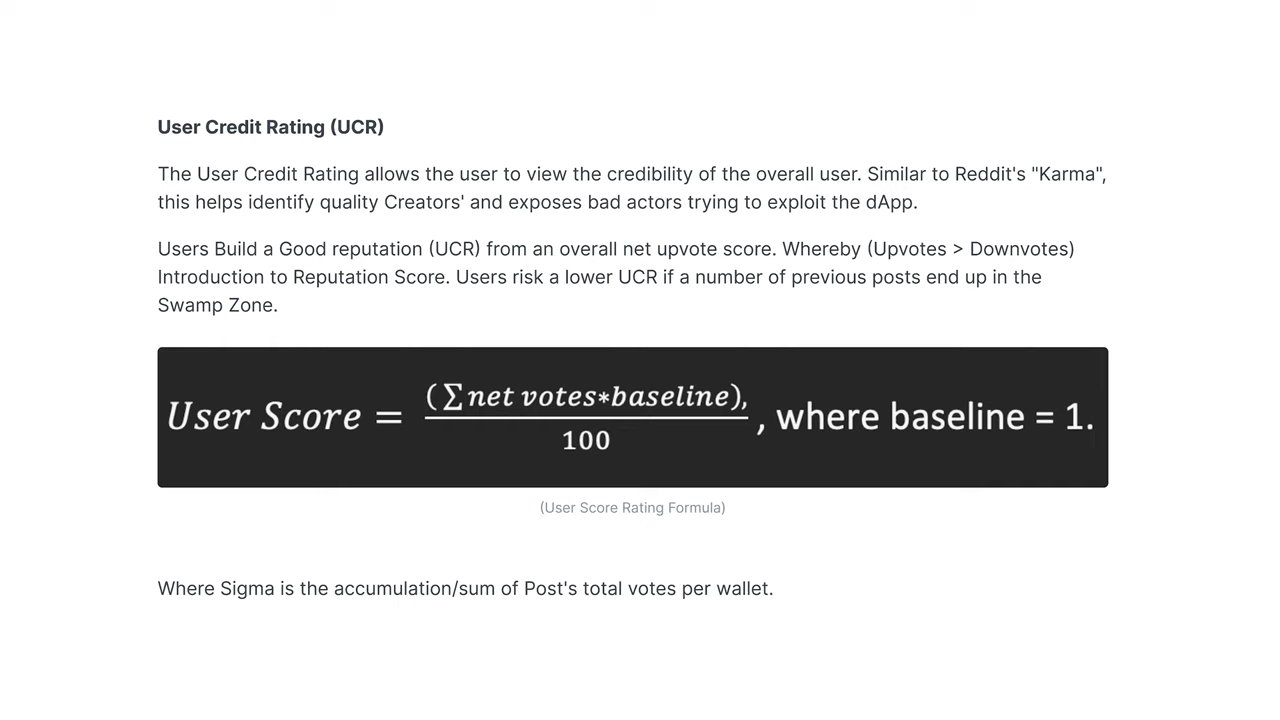 User Credit Rating (UCR)
The User Credit Rating allows the user to view the credibility of the overall user. Similar to Reddit's "Karma",
this helps identify quality Creators' and exposes bad actors trying to exploit the dApp.
Users Build a Good reputation (UCR) from an overall net upvote score. Whereby (Upvotes > Downvotes)
Introduction to Reputation Score. Users risk a lower UCR if a number of previous posts end up in the
Swamp Zone.
User Score = (∑net votes*baseline), / 100 , where baseline = 1.
(User Score Rating Formula)
Where Sigma is the accumulation/sum of Post's total votes per wallet.